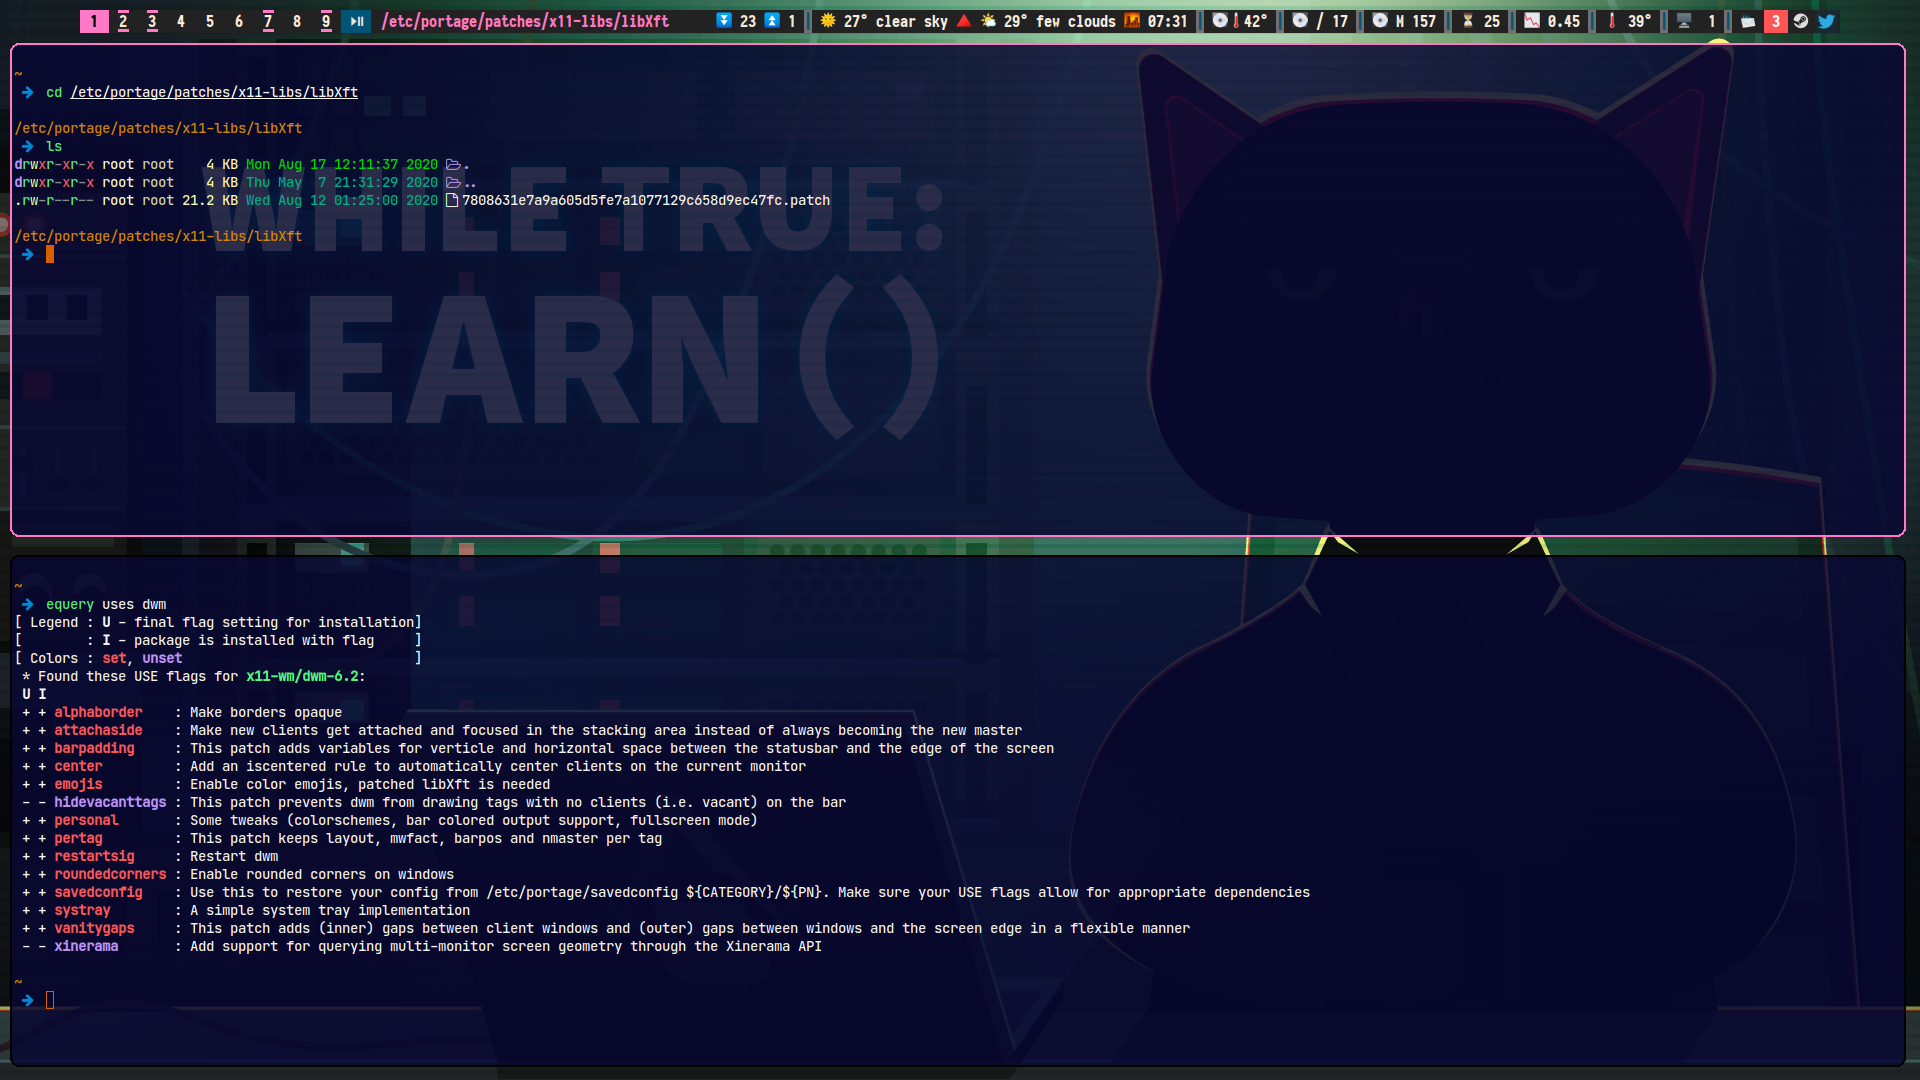 1 2 3 4 5 6 7 8 9 /etc/portage/patches/x11-libs/libXft 23 1 27° clear sky 29° few clouds 07:31 42° / 17 M 157 25 0.45 39° 1 3
~
cd /etc/portage/patches/x11-libs/libXft
/etc/portage/patches/x11-libs/libXft
ls
drwxr-xr-x root root 4 KB Mon Aug 17 12:11:37 2020 .
drwxr-xr-x root root 4 KB Thu May 7 21:31:29 2020 ..
.rw-r--r-- root root 21.2 KB Wed Aug 12 01:25:00 2020 7808631e7a9a605d5fe7a1077129c658d9ec47fc.patch
/etc/portage/patches/x11-libs/libXft
WHILE TRUE:
LEARN()
~
equery uses dwm
[ Legend : U - final flag setting for installation]
[ : I - package is installed with flag ]
[ Colors : set, unset ]
* Found these USE flags for x11-wm/dwm-6.2:
U I
+ + alphaborder : Make borders opaque
+ + attachaside : Make new clients get attached and focused in the stacking area instead of always becoming the new master
+ + barpadding : This patch adds variables for verticle and horizontal space between the statusbar and the edge of the screen
+ + center : Add an iscentered rule to automatically center clients on the current monitor
+ + emojis : Enable color emojis, patched libXft is needed
- - hidevacanttags : This patch prevents dwm from drawing tags with no clients (i.e. vacant) on the bar
+ + personal : Some tweaks (colorschemes, bar colored output support, fullscreen mode)
+ + pertag : This patch keeps layout, mwfact, barpos and nmaster per tag
+ + restartsig : Restart dwm
+ + roundedcorners : Enable rounded corners on windows
+ + savedconfig : Use this to restore your config from /etc/portage/savedconfig ${CATEGORY}/${PN}. Make sure your USE flags allow for appropriate dependencies
+ + systray : A simple system tray implementation
+ + vanitygaps : This patch adds (inner) gaps between client windows and (outer) gaps between windows and the screen edge in a flexible manner
- - xinerama : Add support for querying multi-monitor screen geometry through the Xinerama API
~